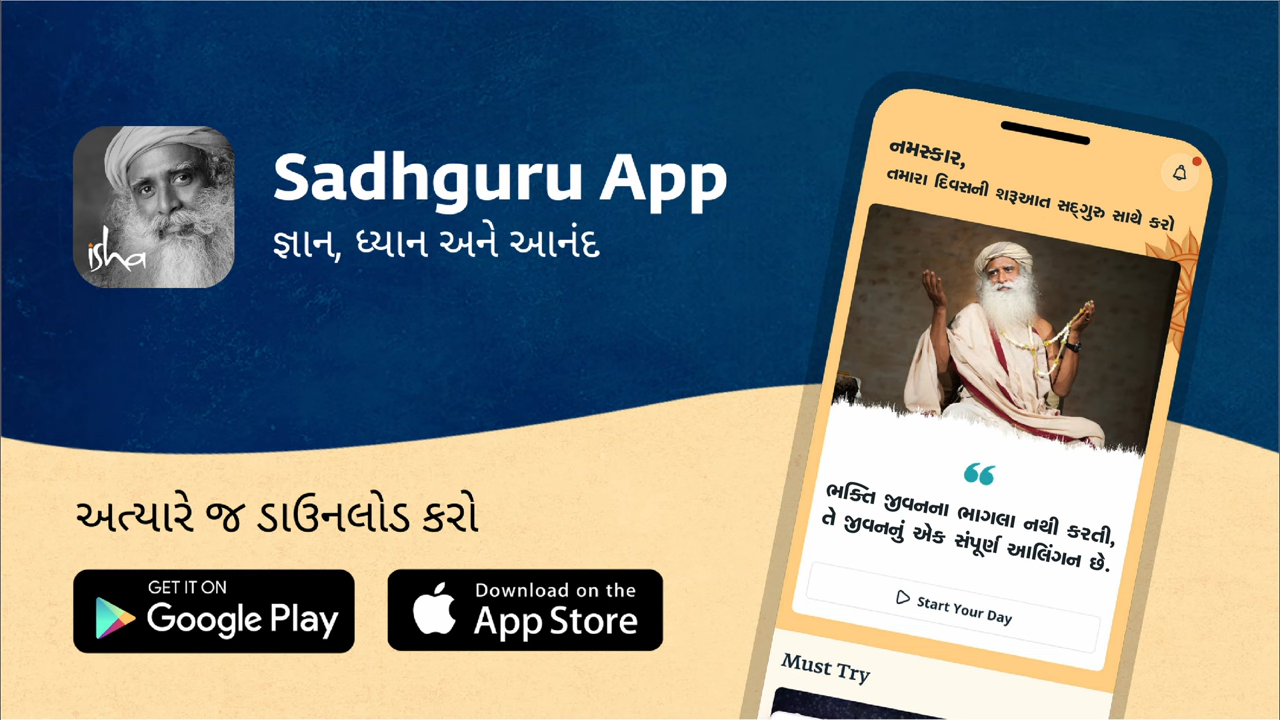 isha
Sadhguru App
જ્ઞાન, ધ્યાન અને આનંદ
અત્યારે જ ડાઉનલોડ કરો
GET IT ON
Google Play
Download on the
App Store
નમસ્કાર,
તમારા દિવસની શરૂઆત સદ્‌ગુરુ સાથે કરો
“
ભક્તિ જીવનના ભાગલા નથી કરતી,
તે જીવનનું એક સંપૂર્ણ આલિંગન છે.
Start Your Day
Must Try